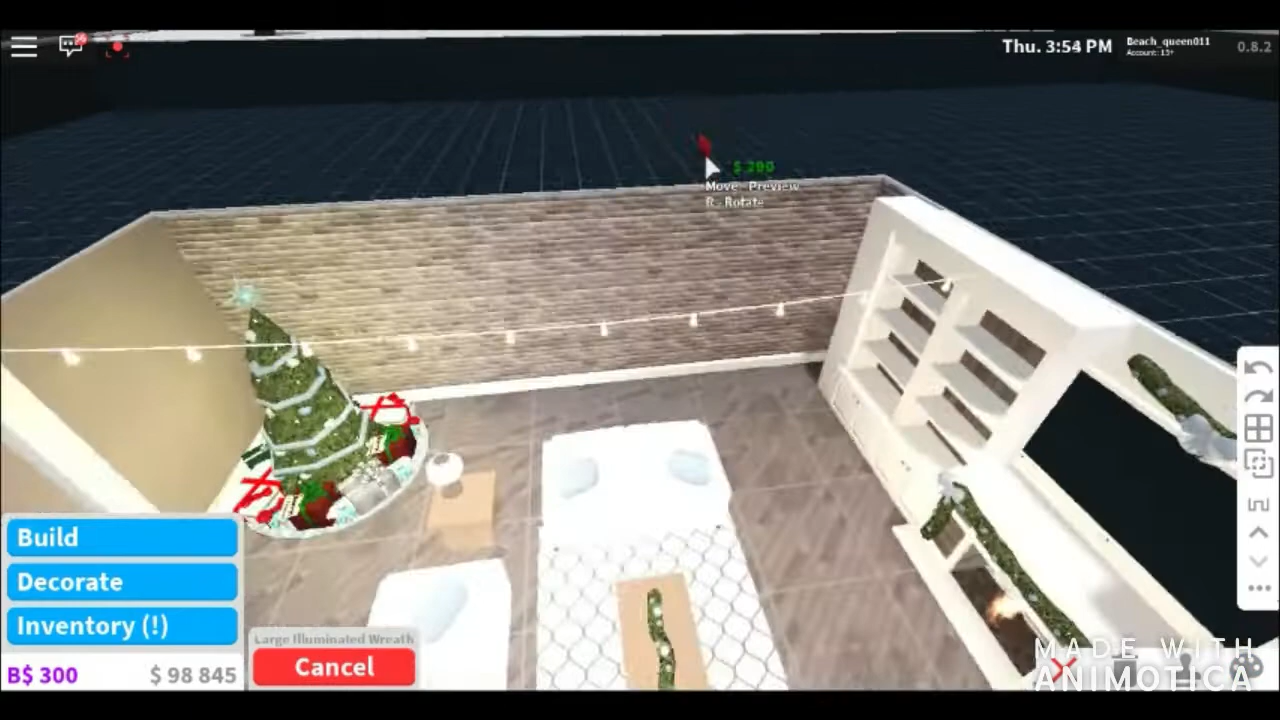 Thu. 3:54 PM
Beach_queen011
Account: 13+
0.8.2
$ 290
Move - Preview
R - Rotate
Build
Decorate
Inventory (!)
B$ 300
$ 98 845
Large Illuminated Wreath
Cancel
MADE WITH
ANIMOTICA